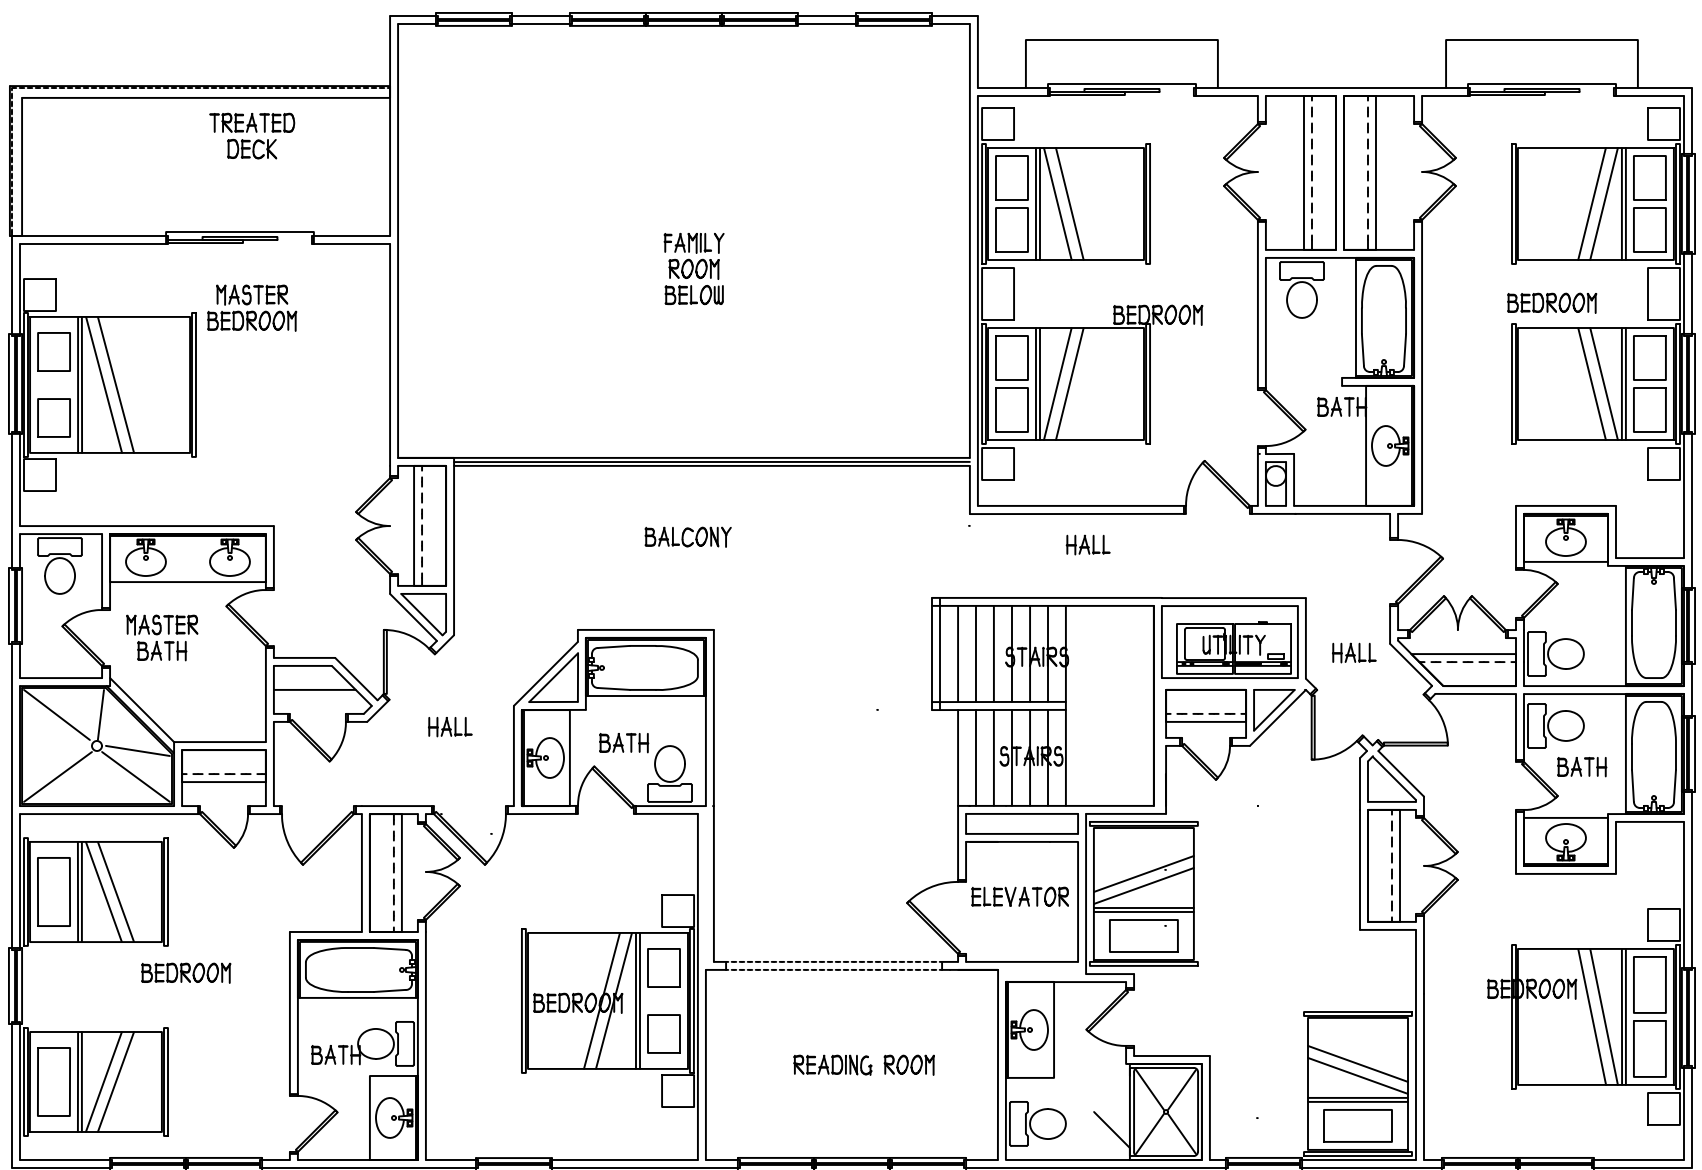 TREATED
DECK
FAMILY
ROOM
BELOW
MASTER
BEDROOM
BEDROOM
BEDROOM
BATH
BALCONY
HALL
MASTER
BATH
STAIRS
UTILITY
HALL
HALL
BATH
STAIRS
BATH
ELEVATOR
BEDROOM
BEDROOM
BEDROOM
BATH
READING ROOM